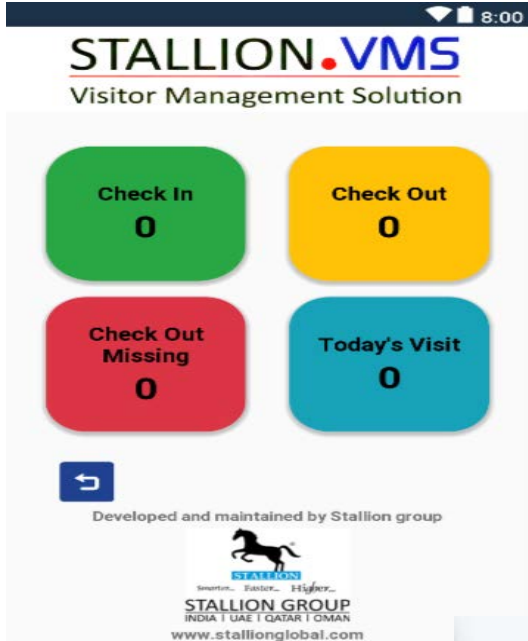 8:00
STALLION.VMS
Visitor Management Solution
Check In
0
Check Out
0
Check Out
Missing
0
Today's Visit
0
Developed and maintained by Stallion group
STALLION
Smarter... Faster... Higher...
STALLION GROUP
INDIA | UAE | QATAR | OMAN
www.stallionglobal.com